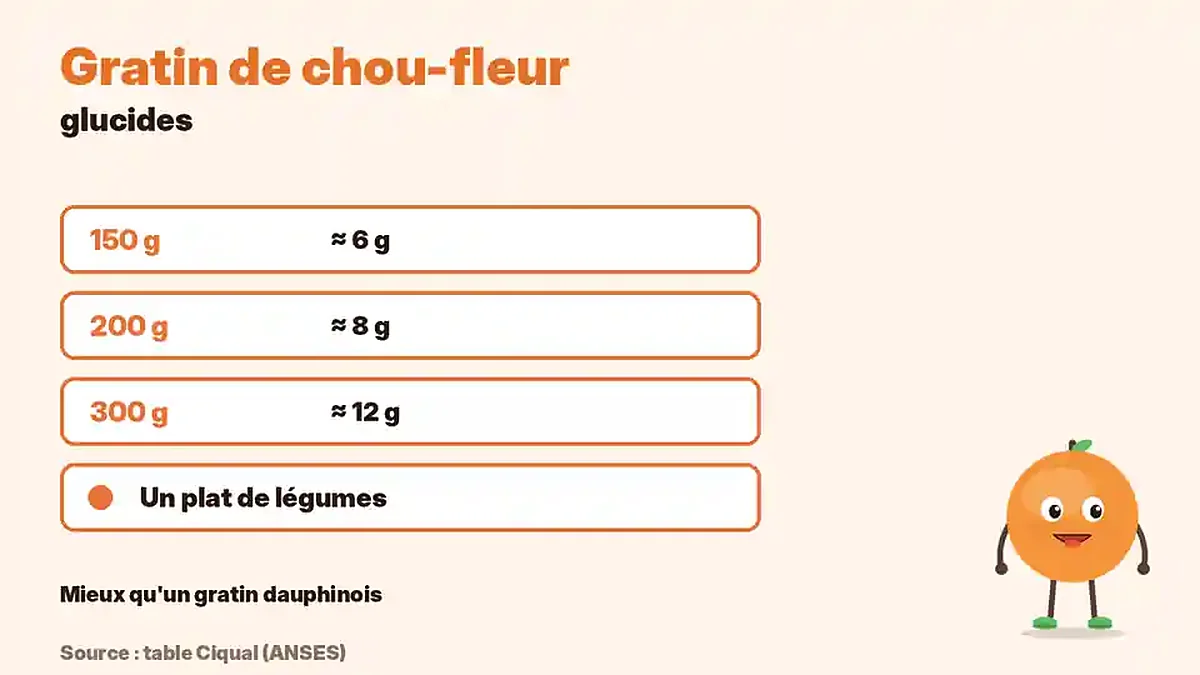 Gratin de chou-fleur
glucides
150 g ≈ 6 g
200 g ≈ 8 g
300 g ≈ 12 g
Un plat de légumes
Mieux qu'un gratin dauphinois
Source : table Ciqual (ANSES)